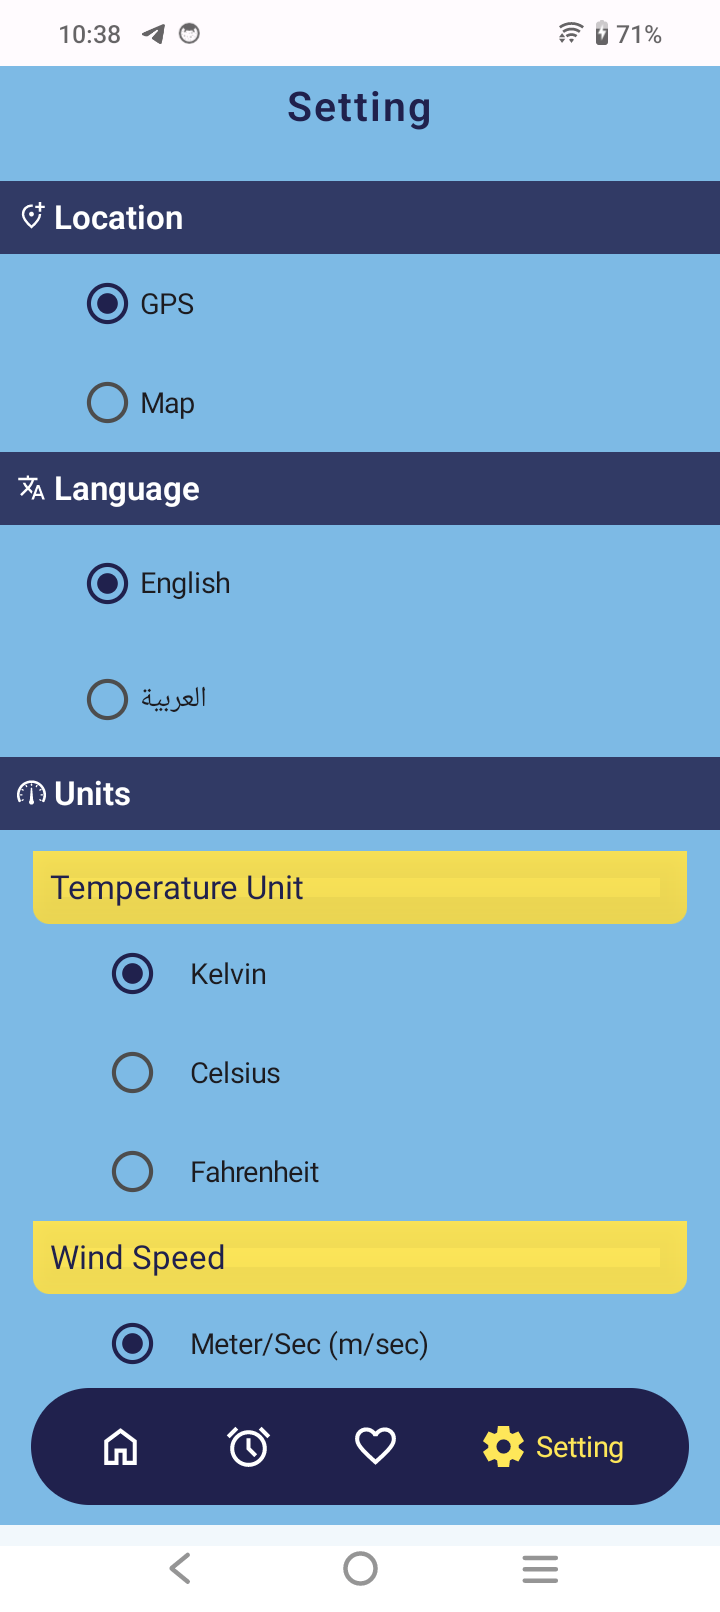 10:38 71%
Setting
Location
GPS
Map
Language
English
العربية
Units
Temperature Unit
Kelvin
Celsius
Fahrenheit
Wind Speed
Meter/Sec (m/sec)
Setting